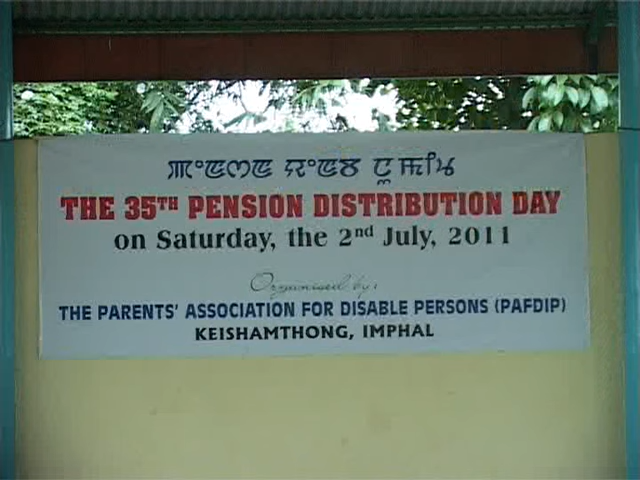 THE 35TH PENSION DISTRIBUTION DAY
on Saturday, the 2nd July, 2011
Organised by:
THE PARENTS' ASSOCIATION FOR DISABLE PERSONS (PAFDIP)
KEISHAMTHONG, IMPHAL